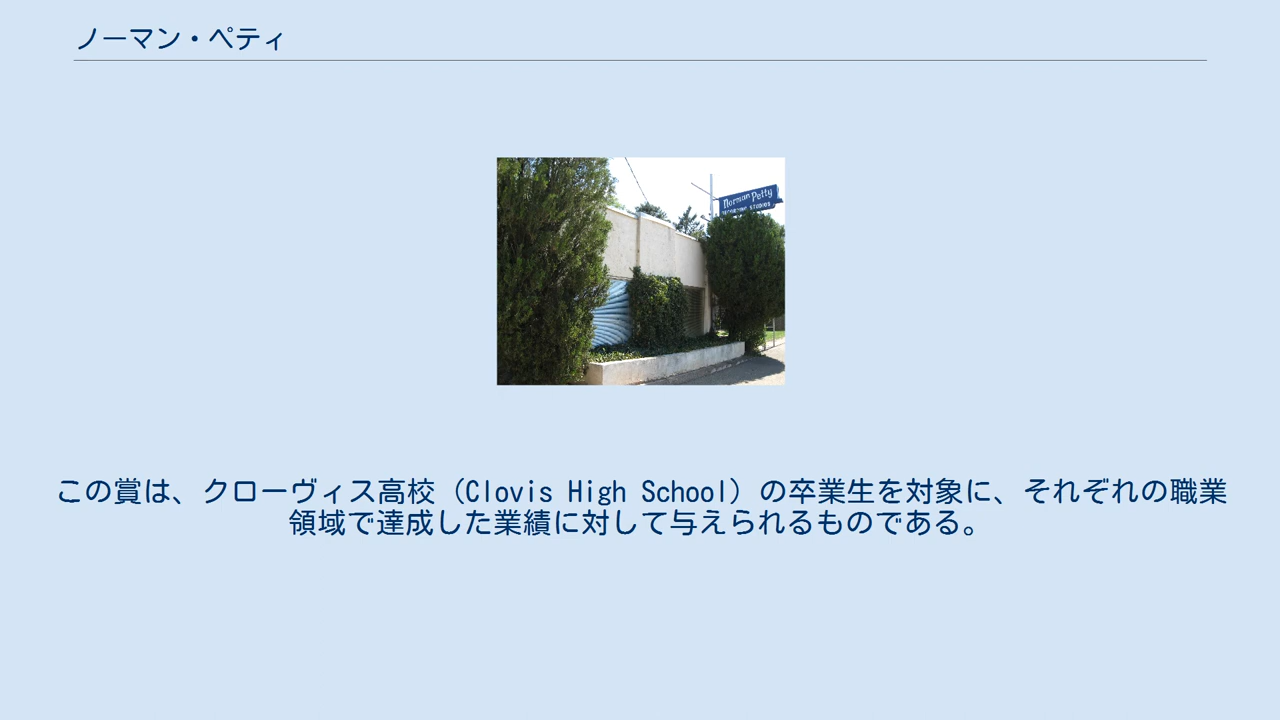 ノーマン・ペティ
Norman Petty
RECORDING STUDIOS
この賞は、クローヴィス高校（Clovis High School）の卒業生を対象に、それぞれの職業
領域で達成した業績に対して与えられるものである。